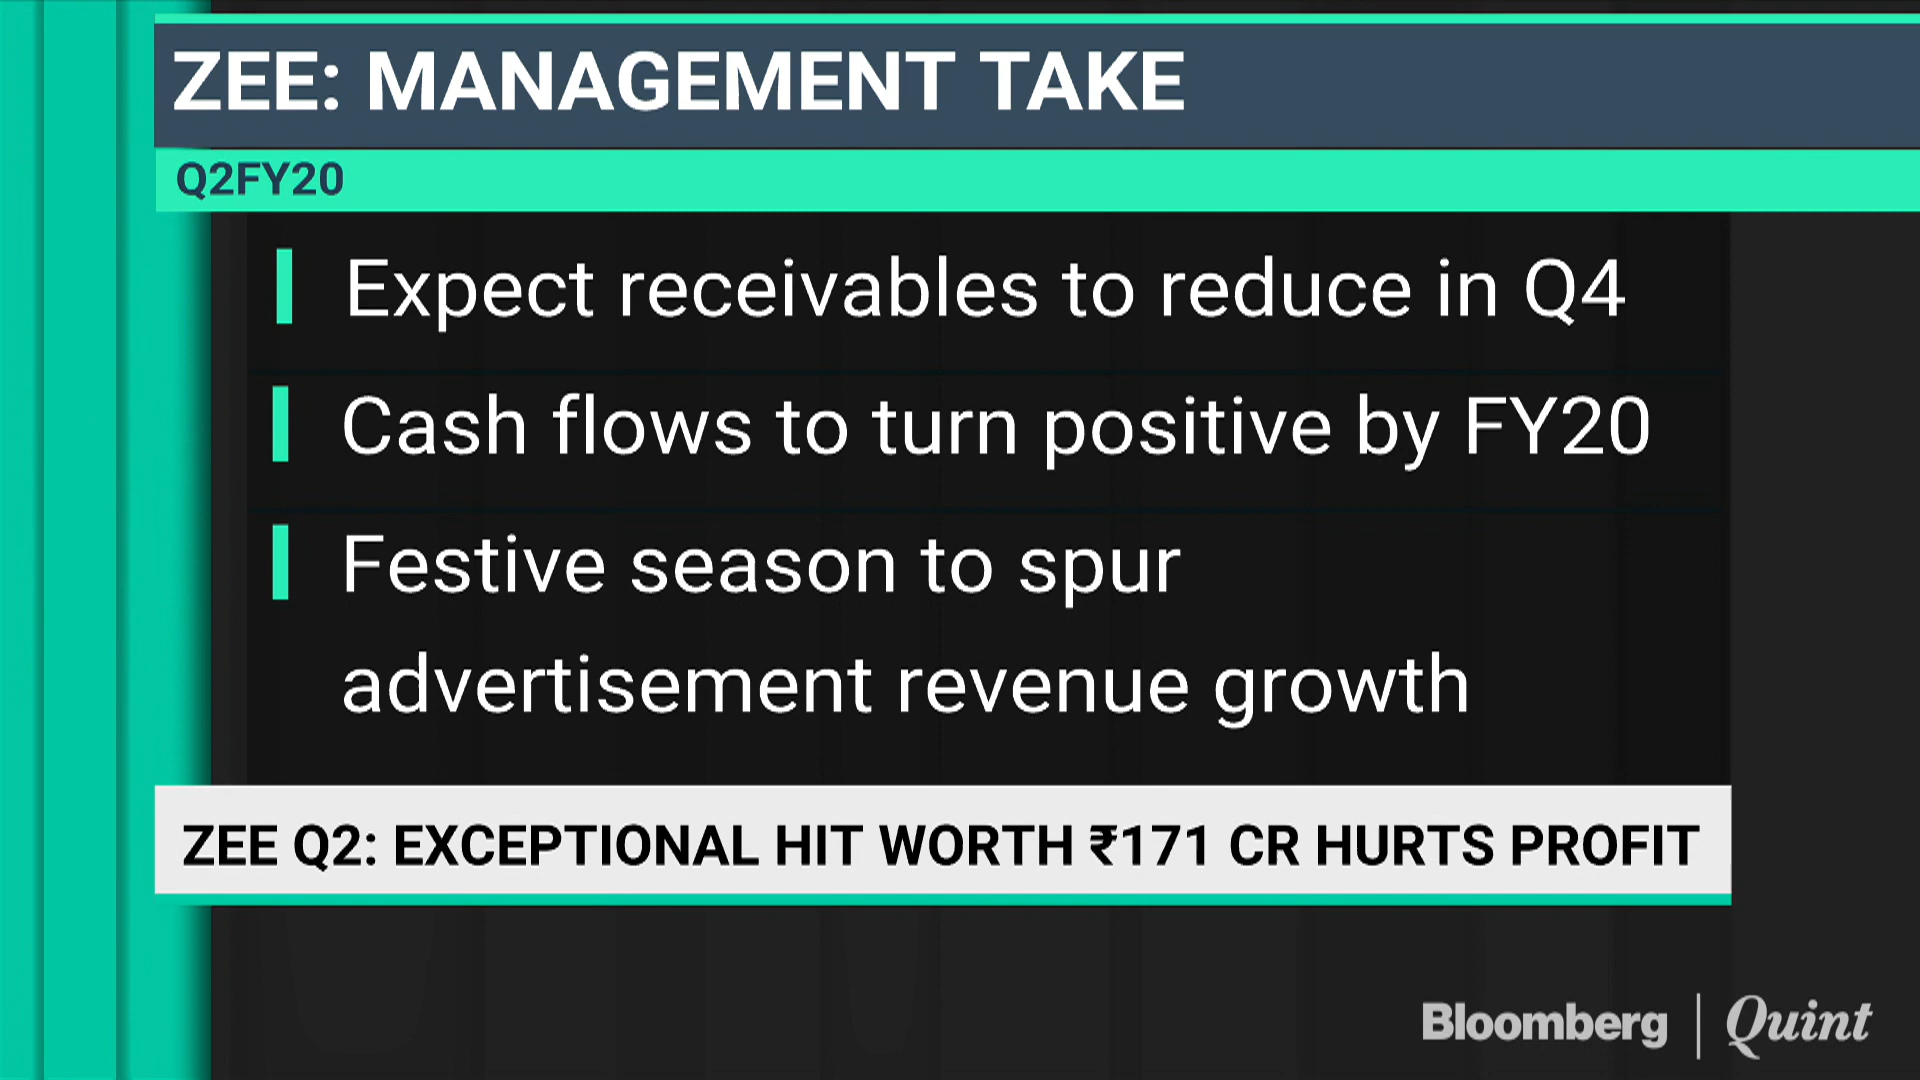 ZEE: MANAGEMENT TAKE
Q2FY20
Expect receivables to reduce in Q4
Cash flows to turn positive by FY20
Festive season to spur
advertisement revenue growth
ZEE Q2: EXCEPTIONAL HIT WORTH ₹171 CR HURTS PROFIT
Bloomberg | Quint